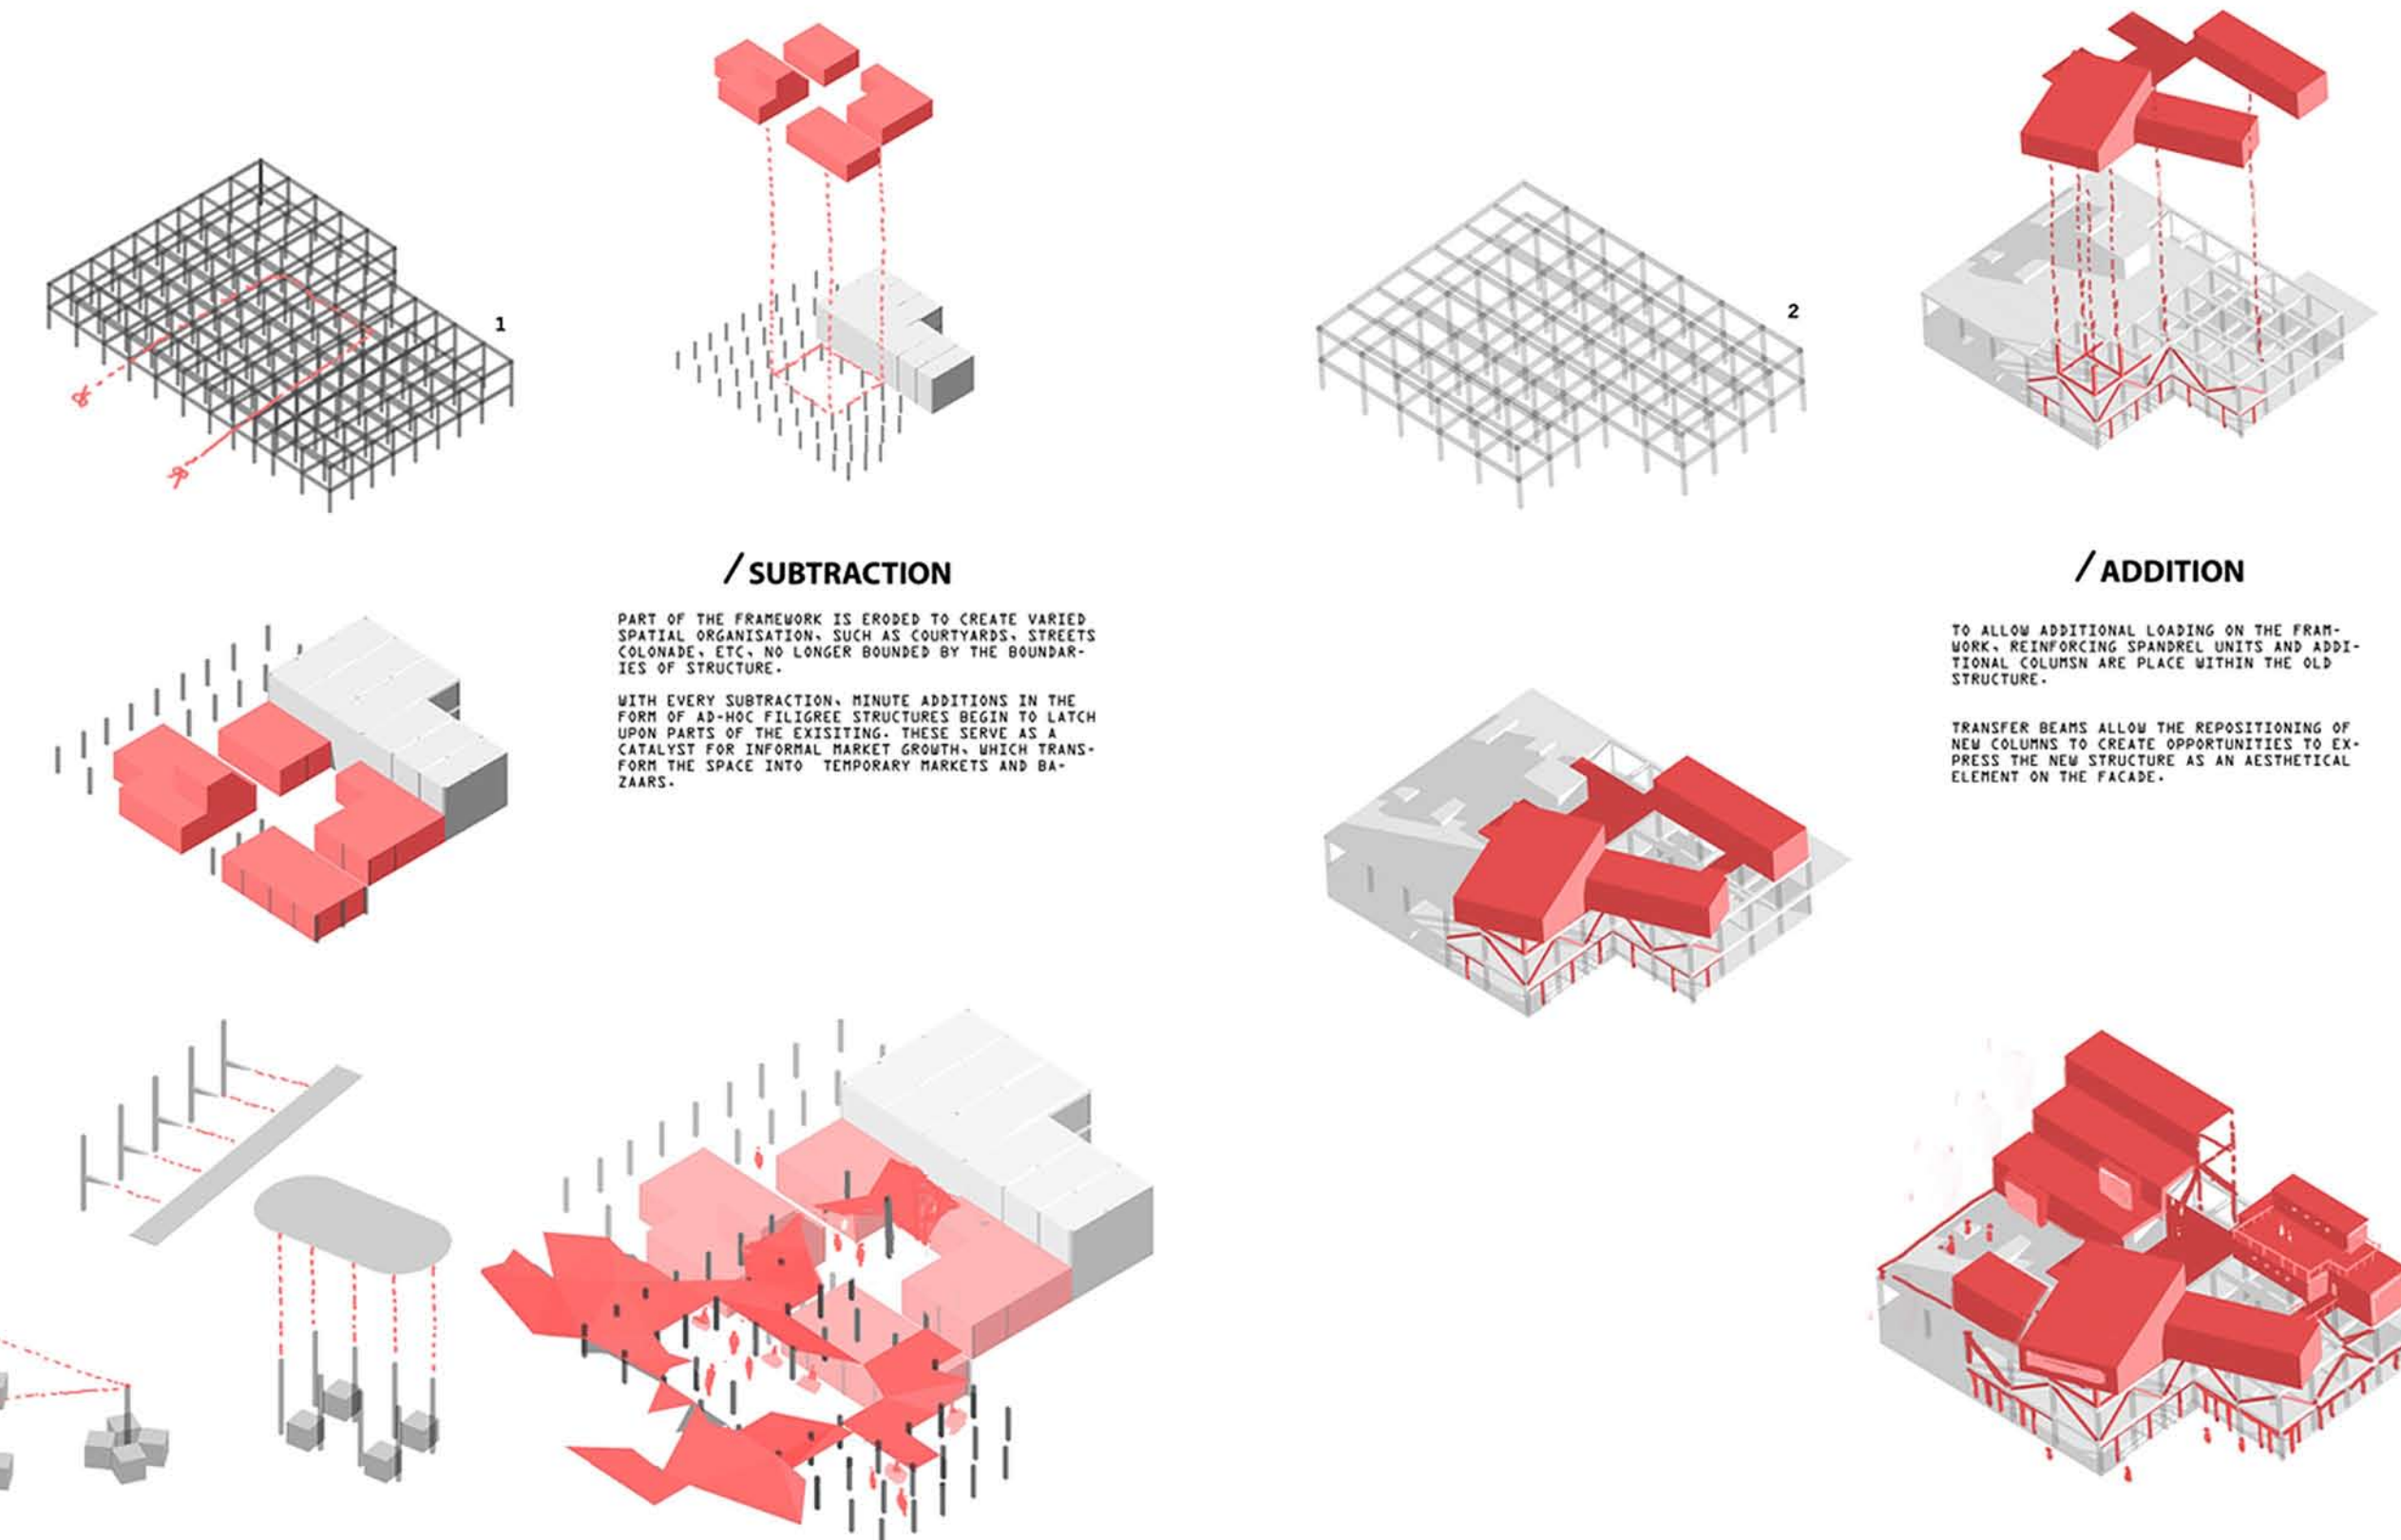 1
2
/SUBTRACTION
PART OF THE FRAMEWORK IS ERODED TO CREATE VARIED
SPATIAL ORGANISATION, SUCH AS COURTYARDS, STREETS
COLONADE, ETC, NO LONGER BOUNDED BY THE BOUNDAR-
IES OF STRUCTURE.
WITH EVERY SUBTRACTION, MINUTE ADDITIONS IN THE
FORM OF AD-HOC FILIGREE STRUCTURES BEGIN TO LATCH
UPON PARTS OF THE EXISITING. THESE SERVE AS A
CATALYST FOR INFORMAL MARKET GROWTH, WHICH TRANS-
FORM THE SPACE INTO  TEMPORARY MARKETS AND BA-
ZAARS.
/ADDITION
TO ALLOW ADDITIONAL LOADING ON THE FRAM-
WORK, REINFORCING SPANDREL UNITS AND ADDI-
TIONAL COLUMSN ARE PLACE WITHIN THE OLD
STRUCTURE.
TRANSFER BEAMS ALLOW THE REPOSITIONING OF
NEW COLUMNS TO CREATE OPPORTUNITIES TO EX-
PRESS THE NEW STRUCTURE AS AN AESTHETICAL
ELEMENT ON THE FACADE.